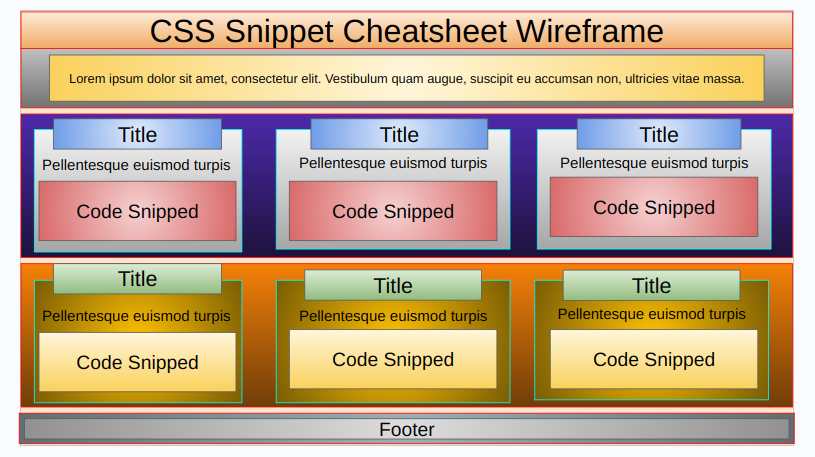 CSS Snippet Cheatsheet Wireframe
Lorem ipsum dolor sit amet, consectetur elit. Vestibulum quam augue, suscipit eu accumsan non, ultricies vitae massa.
Title
Pellentesque euismod turpis
Code Snipped
Title
Pellentesque euismod turpis
Code Snipped
Title
Pellentesque euismod turpis
Code Snipped
Title
Pellentesque euismod turpis
Code Snipped
Title
Pellentesque euismod turpis
Code Snipped
Title
Pellentesque euismod turpis
Code Snipped
Footer